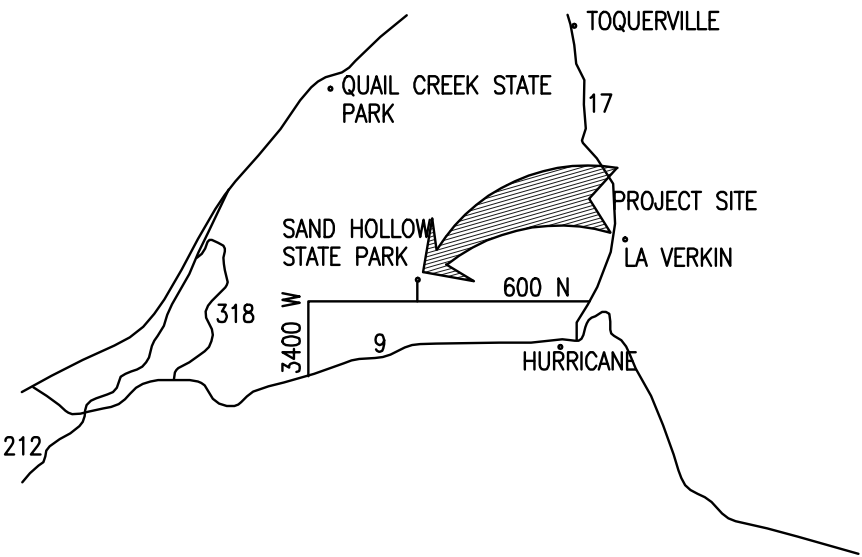 TOQUERVILLE
QUAIL CREEK STATE
PARK
17
PROJECT SITE
SAND HOLLOW
STATE PARK
LA VERKIN
600 N
3400 W
318
9
HURRICANE
212